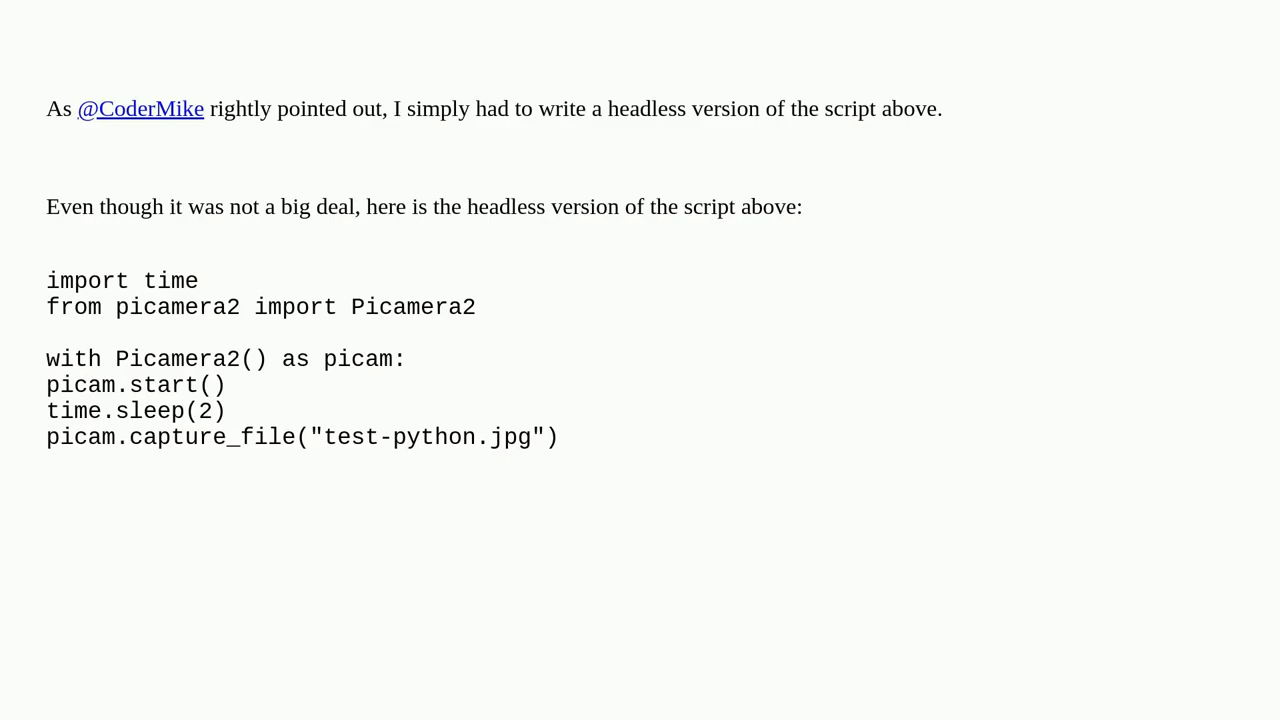 As @CoderMike rightly pointed out, I simply had to write a headless version of the script above.
Even though it was not a big deal, here is the headless version of the script above:
import time
from picamera2 import Picamera2
with Picamera2() as picam:
picam.start()
time.sleep(2)
picam.capture_file("test-python.jpg")